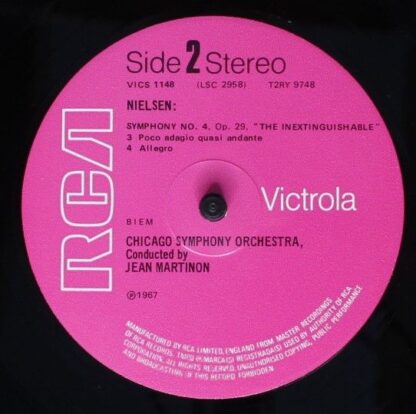 Side 2 Stereo
VICS 1148 (LSC 2958) T2RY 9748
NIELSEN:
SYMPHONY NO. 4, Op. 29, "THE INEXTINGUISHABLE"
3 Poco adagio quasi andante
4 Allegro
RCA
Victrola
BIEM
CHICAGO SYMPHONY ORCHESTRA,
Conducted by
JEAN MARTINON
℗1967
MANUFACTURED BY RCA LIMITED, ENGLAND FROM MASTER RECORDINGS
OF RCA RECORDS. TMK(S) ® MARCA(S) REGISTRADA(S) USED BY AUTHORITY OF RCA
CORPORATION. ALL RIGHTS RESERVED. UNAUTHORISED COPYING, PUBLIC PERFORMANCE
AND BROADCASTING OF THIS RECORD FORBIDDEN